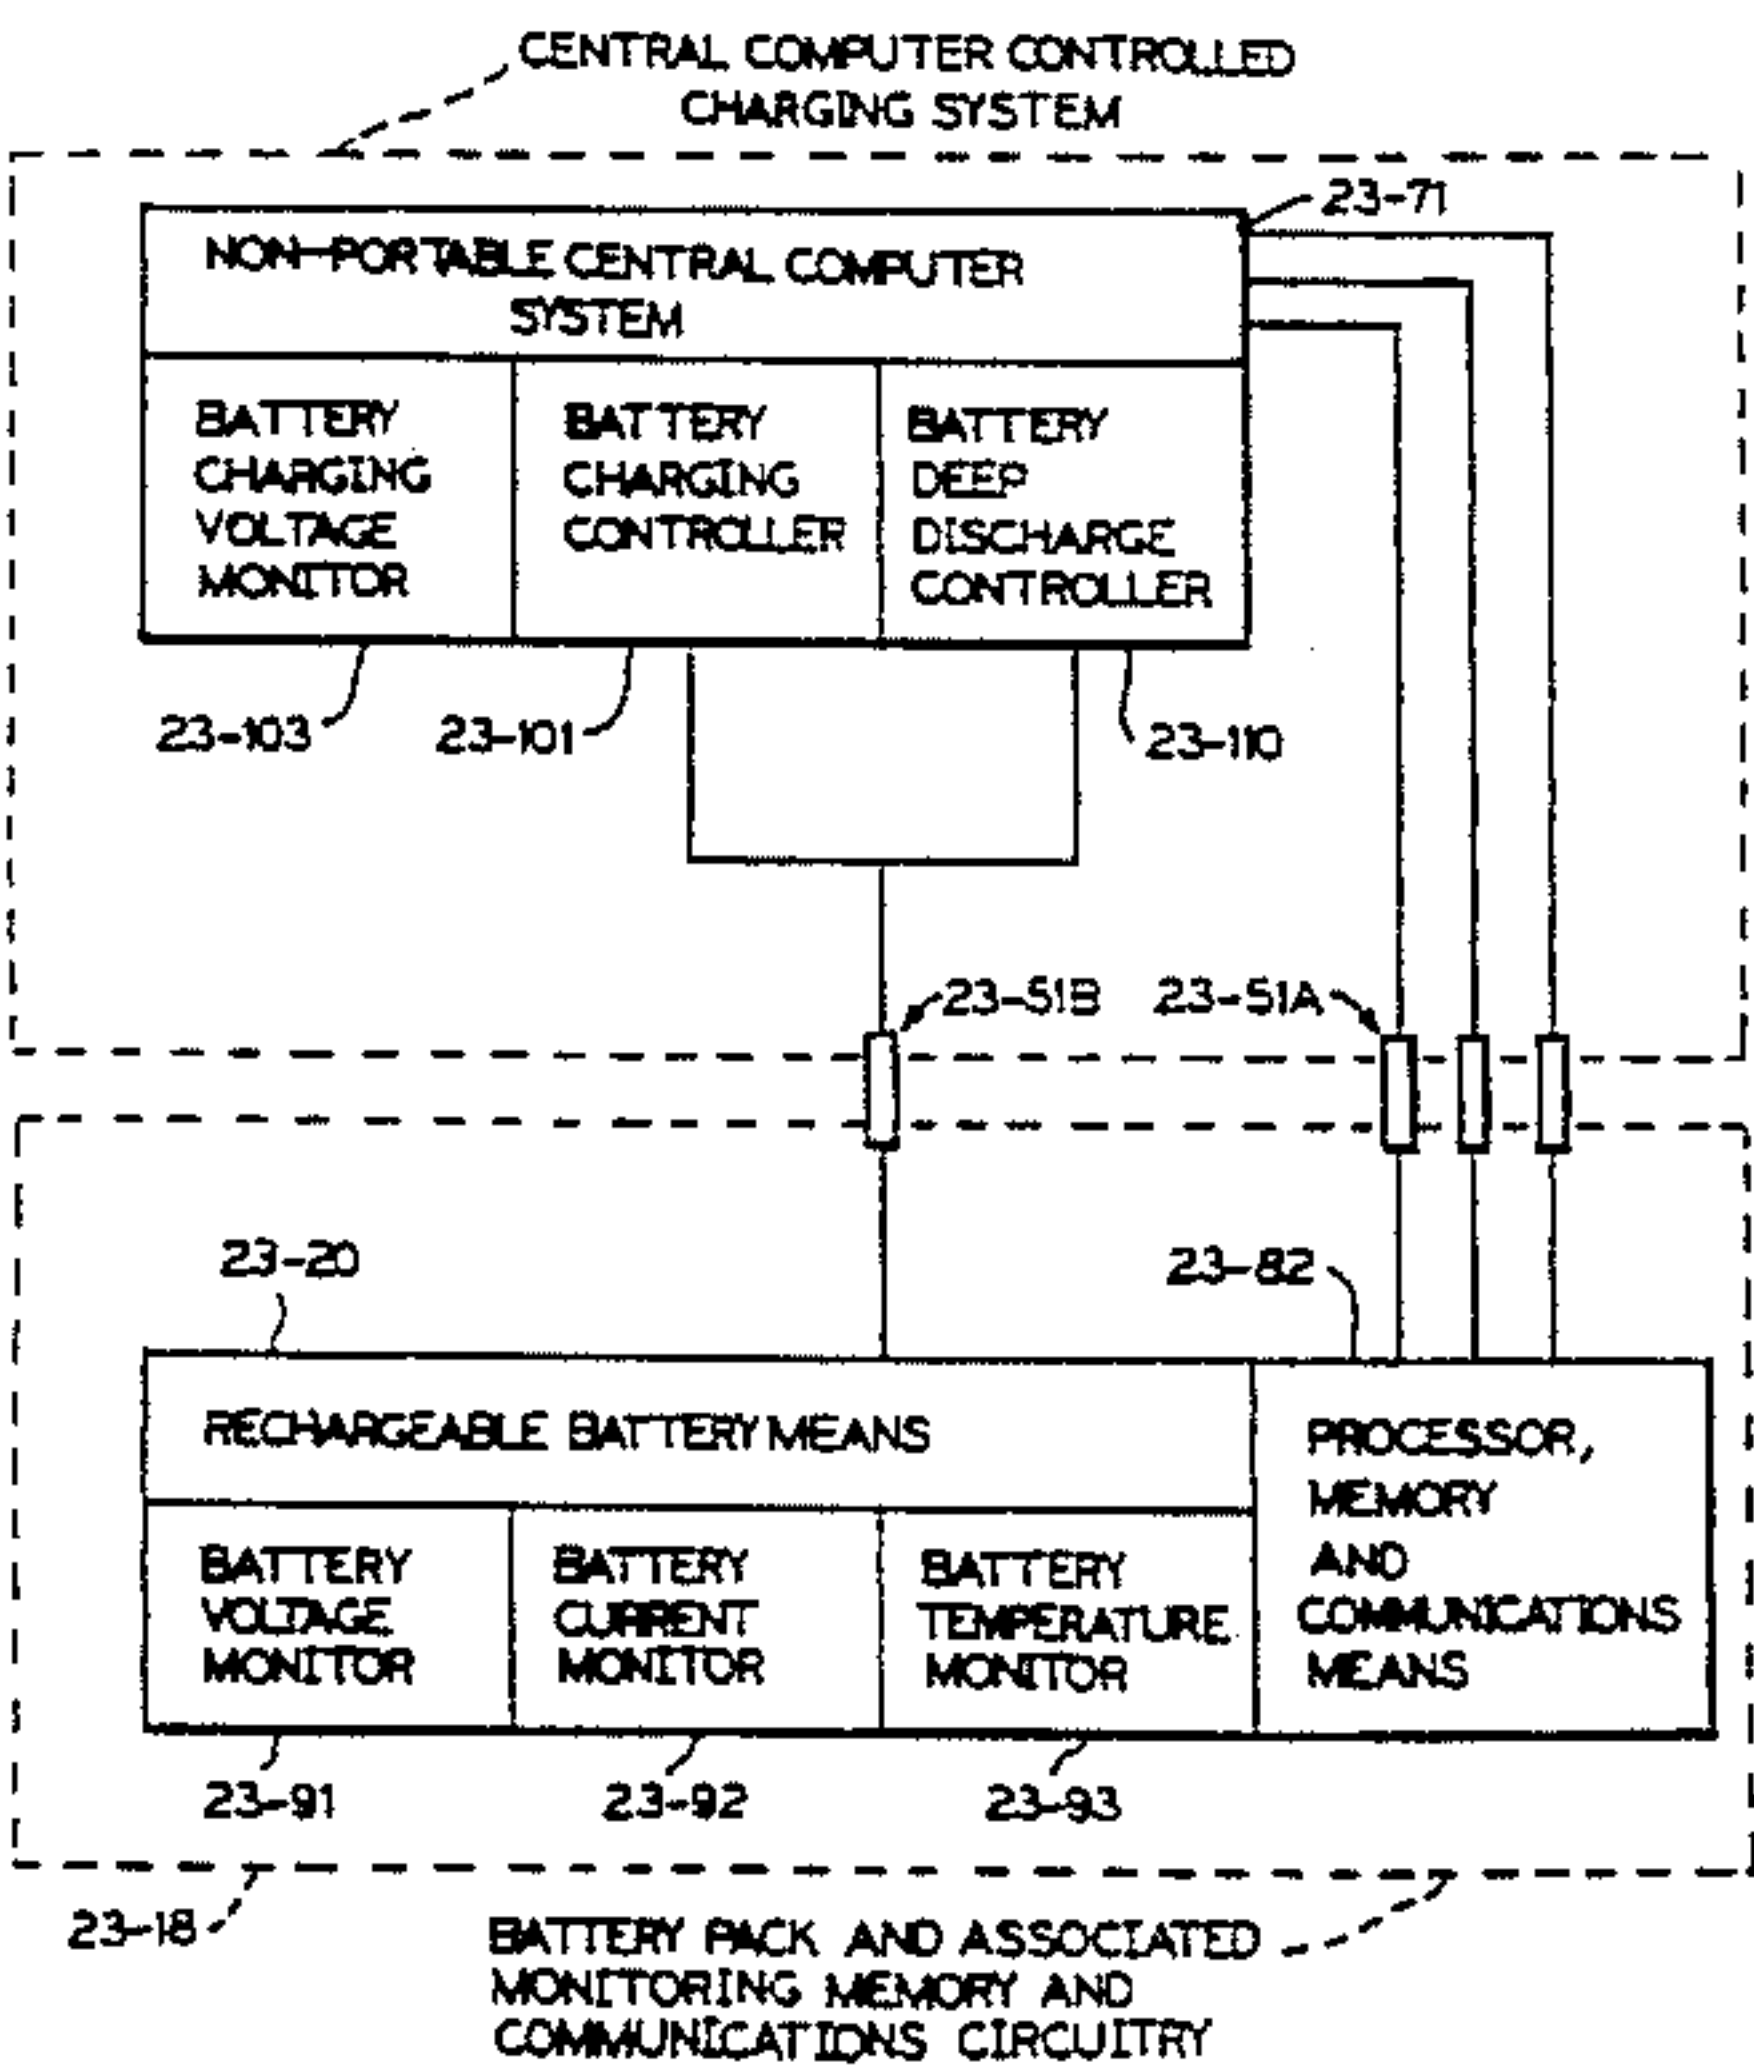 CENTRAL COMPUTER CONTROLLED
CHARGING SYSTEM
23-71
NON-PORTABLE CENTRAL COMPUTER
SYSTEM
BATTERY
CHARGING
VOLTAGE
MONITOR
BATTERY
CHARGING
CONTROLLER
BATTERY
DEEP
DISCHARGE
CONTROLLER
23-103
23-101
23-110
23-51B
23-51A
23-20
23-82
RECHARGEABLE BATTERY MEANS
PROCESSOR,
MEMORY
AND
COMMUNICATIONS
MEANS
BATTERY
VOLTAGE
MONITOR
BATTERY
CURRENT
MONITOR
BATTERY
TEMPERATURE
MONITOR
23-91
23-92
23-93
23-18
BATTERY PACK AND ASSOCIATED
MONITORING MEMORY AND
COMMUNICATIONS CIRCUITRY